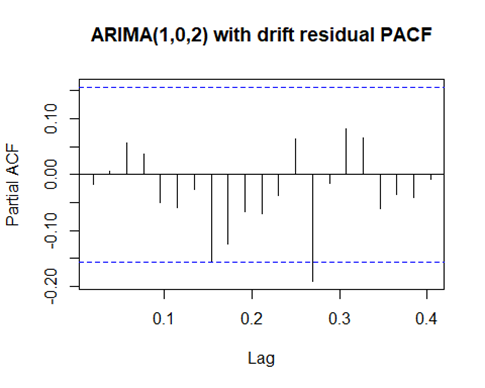 ARIMA(1,0,2) with drift residual PACF
Partial ACF
0.10
0.00
-0.10
-0.20
0.1 0.2 0.3 0.4
Lag